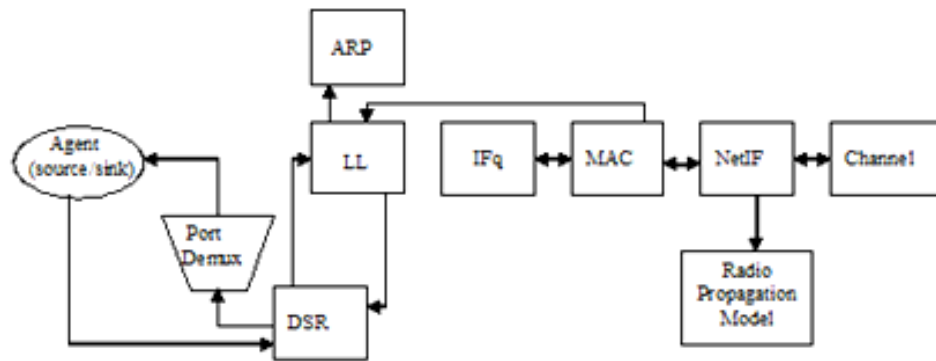 ARP
Agent
(source/sink)
LL
IFq
MAC
NetIF
Channel
Port
Demux
DSR
Radio
Propagation
Model